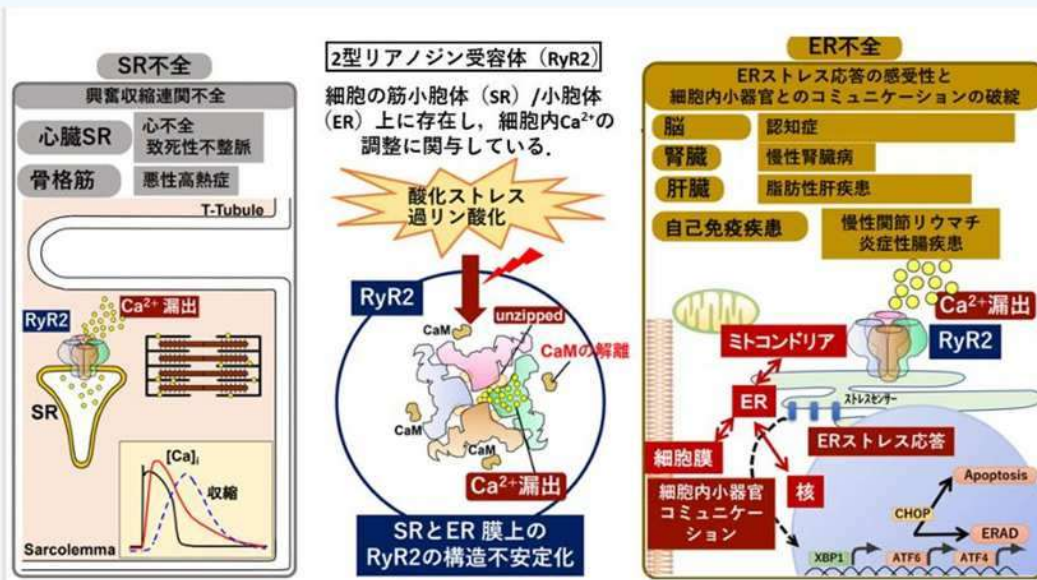 SR不全
興奮収縮連関不全
心臓SR
心不全
致死性不整脈
骨格筋
悪性高熱症
T-Tubule
Ca²⁺ 漏出
RyR2
SR
[Ca]ᵢ
収縮
Sarcolemma
2型リアノジン受容体（RyR2）
細胞の筋小胞体（SR）/小胞体
（ER）上に存在し，細胞内Ca²⁺の
調整に関与している.
酸化ストレス
過リン酸化
RyR2
CaM
unzipped
CaMの解離
CaM
CaM
Ca²⁺漏出
SRとER 膜上の
RyR2の構造不安定化
ER不全
ERストレス応答の感受性と
細胞内小器官とのコミュニケーションの破綻
脳
認知症
腎臓
慢性腎臓病
肝臓
脂肪性肝疾患
自己免疫疾患
慢性関節リウマチ
炎症性腸疾患
Ca²⁺漏出
RyR2
ミトコンドリア
ER
ストレスセンサー
ERストレス応答
細胞膜
核
細胞内小器官
コミュニケー
ション
Apoptosis
CHOP
ERAD
XBP1
ATF6
ATF4